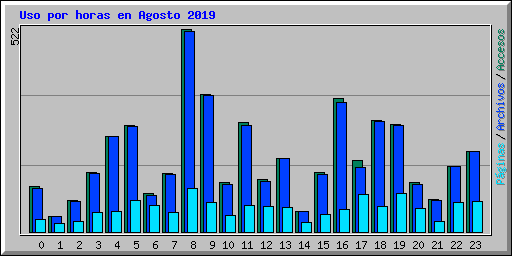 Uso por horas en Agosto 2019
522
Páginas / Archivos / Accesos
0 1 2 3 4 5 6 7 8 9 10 11 12 13 14 15 16 17 18 19 20 21 22 23